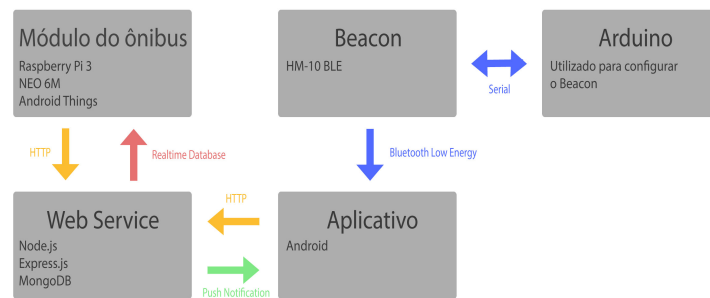 Módulo do ônibus
Raspberry Pi 3
NEO 6M
Android Things
Beacon
HM-10 BLE
Serial
Arduino
Utilizado para configurar
o Beacon
HTTP
Realtime Database
Bluetooth Low Energy
Web Service
Node.js
Express.js
MongoDB
HTTP
Push Notification
Aplicativo
Android